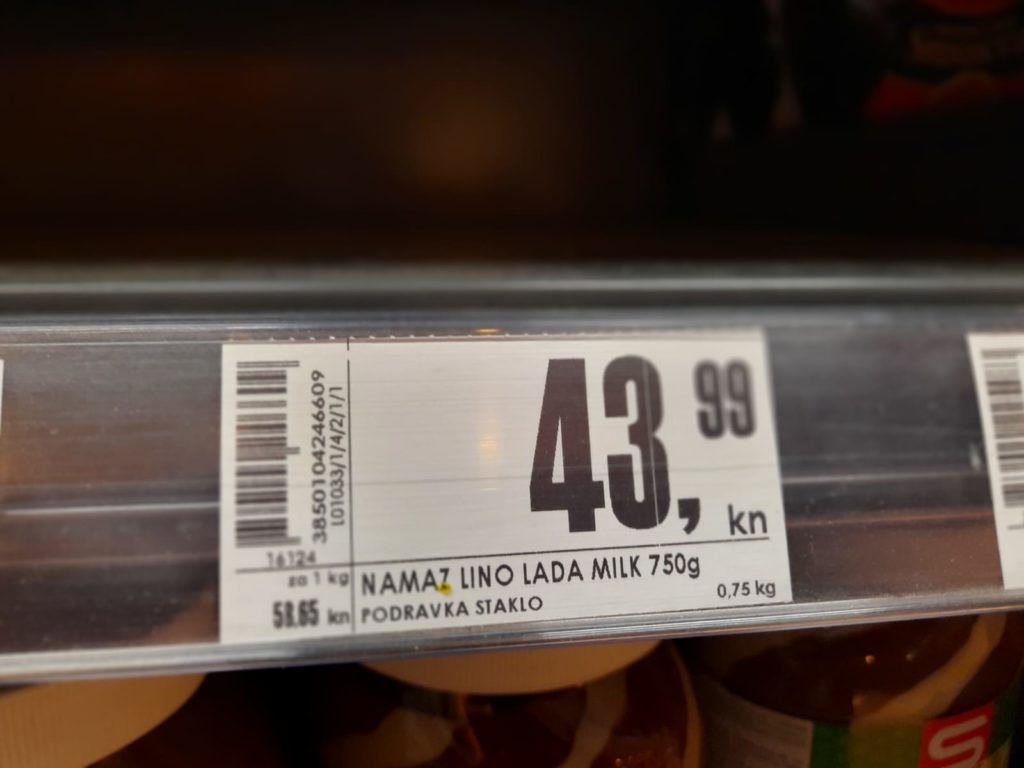 3850104246609
L01033/1/4/2/1/1
16124
43,99 kn
za 1 kg
58.65 kn
NAMAZ LINO LADA MILK 750g
PODRAVKA STAKLO
0,75 kg